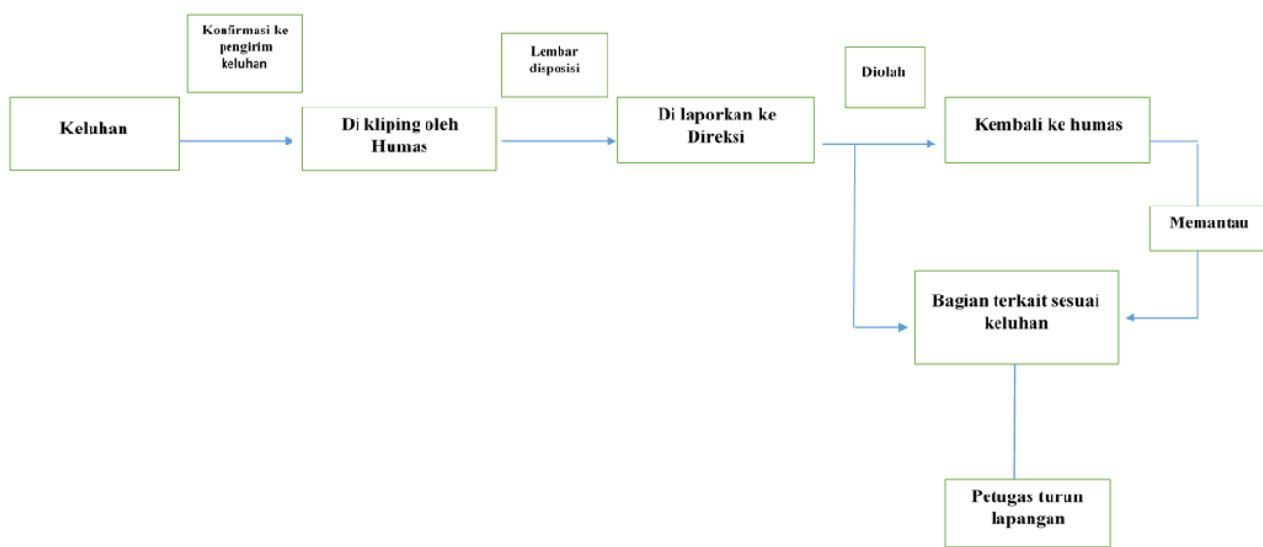 Konfirmasi ke
pengirim
keluhan
Lembar
disposisi
Diolah
Keluhan
Di kliping oleh
Humas
Di laporkan ke
Direksi
Kembali ke humas
Memantau
Bagian terkait sesuai
keluhan
Petugas turun
lapangan